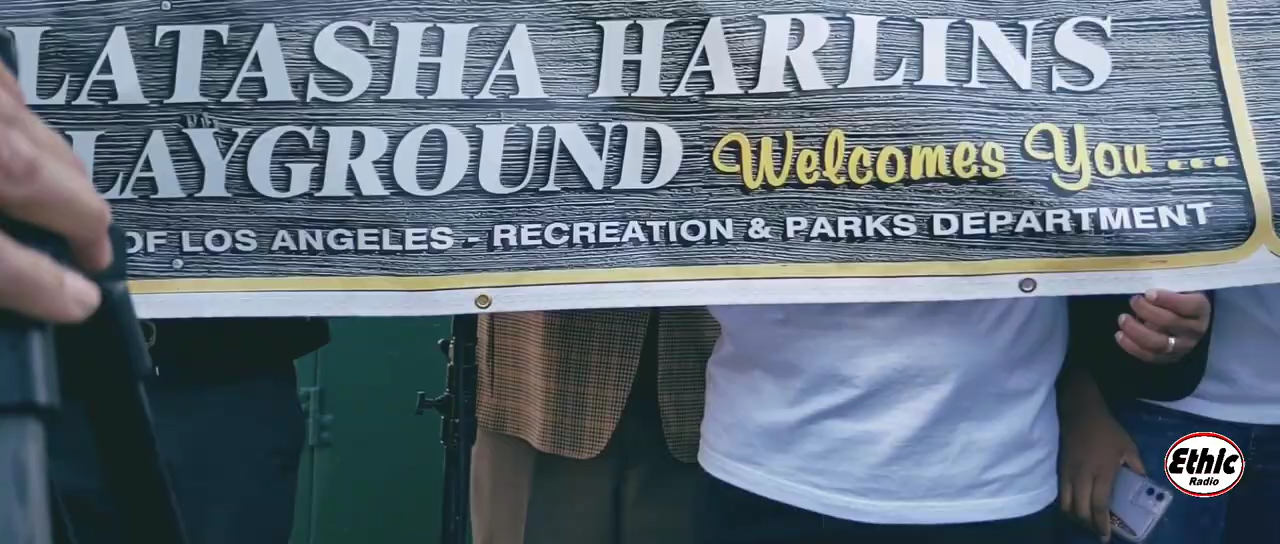 LATASHA HARLINS
LAYGROUND Welcomes You...
OF LOS ANGELES - RECREATION & PARKS DEPARTMENT
Ethic
Radio